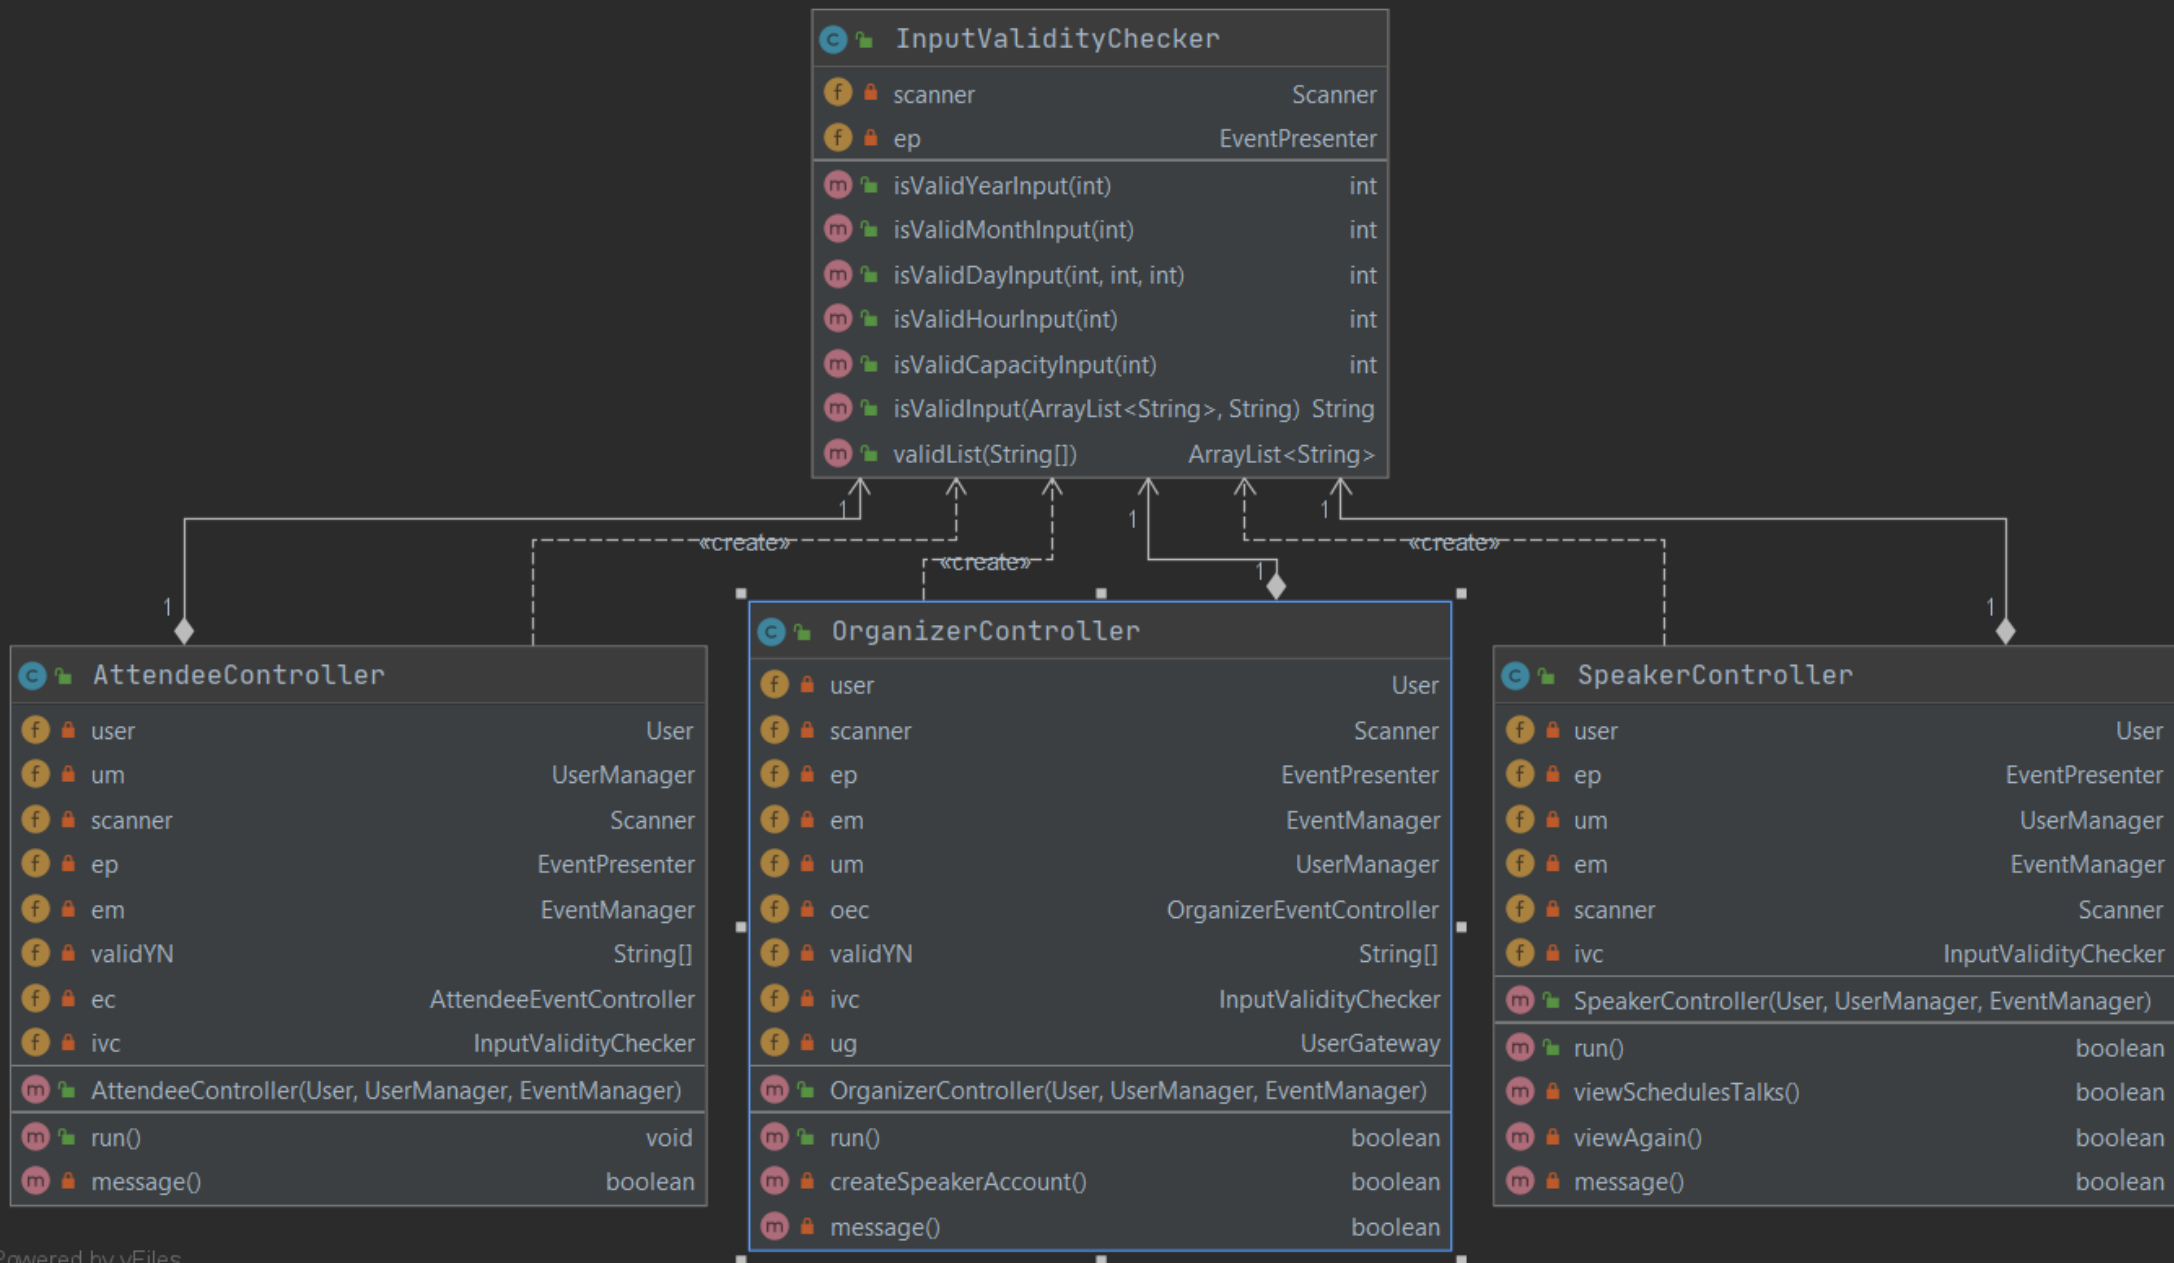 InputValidityChecker
scanner Scanner
ep EventPresenter
isValidYearInput(int) int
isValidMonthInput(int) int
isValidDayInput(int, int, int) int
isValidHourInput(int) int
isValidCapacityInput(int) int
isValidInput(ArrayList<String>, String) String
validList(String[]) ArrayList<String>
1 1 1
«create» «create»
«create»
1
1 1
AttendeeController
user User
um UserManager
scanner Scanner
ep EventPresenter
em EventManager
validYN String[]
ec AttendeeEventController
ivc InputValidityChecker
AttendeeController(User, UserManager, EventManager)
run() void
message() boolean
OrganizerController
user User
scanner Scanner
ep EventPresenter
em EventManager
um UserManager
oec OrganizerEventController
validYN String[]
ivc InputValidityChecker
ug UserGateway
OrganizerController(User, UserManager, EventManager)
run() boolean
createSpeakerAccount() boolean
message() boolean
SpeakerController
user User
ep EventPresenter
um UserManager
em EventManager
scanner Scanner
ivc InputValidityChecker
SpeakerController(User, UserManager, EventManager)
run() boolean
viewSchedulesTalks() boolean
viewAgain() boolean
message() boolean
Powered by yFiles